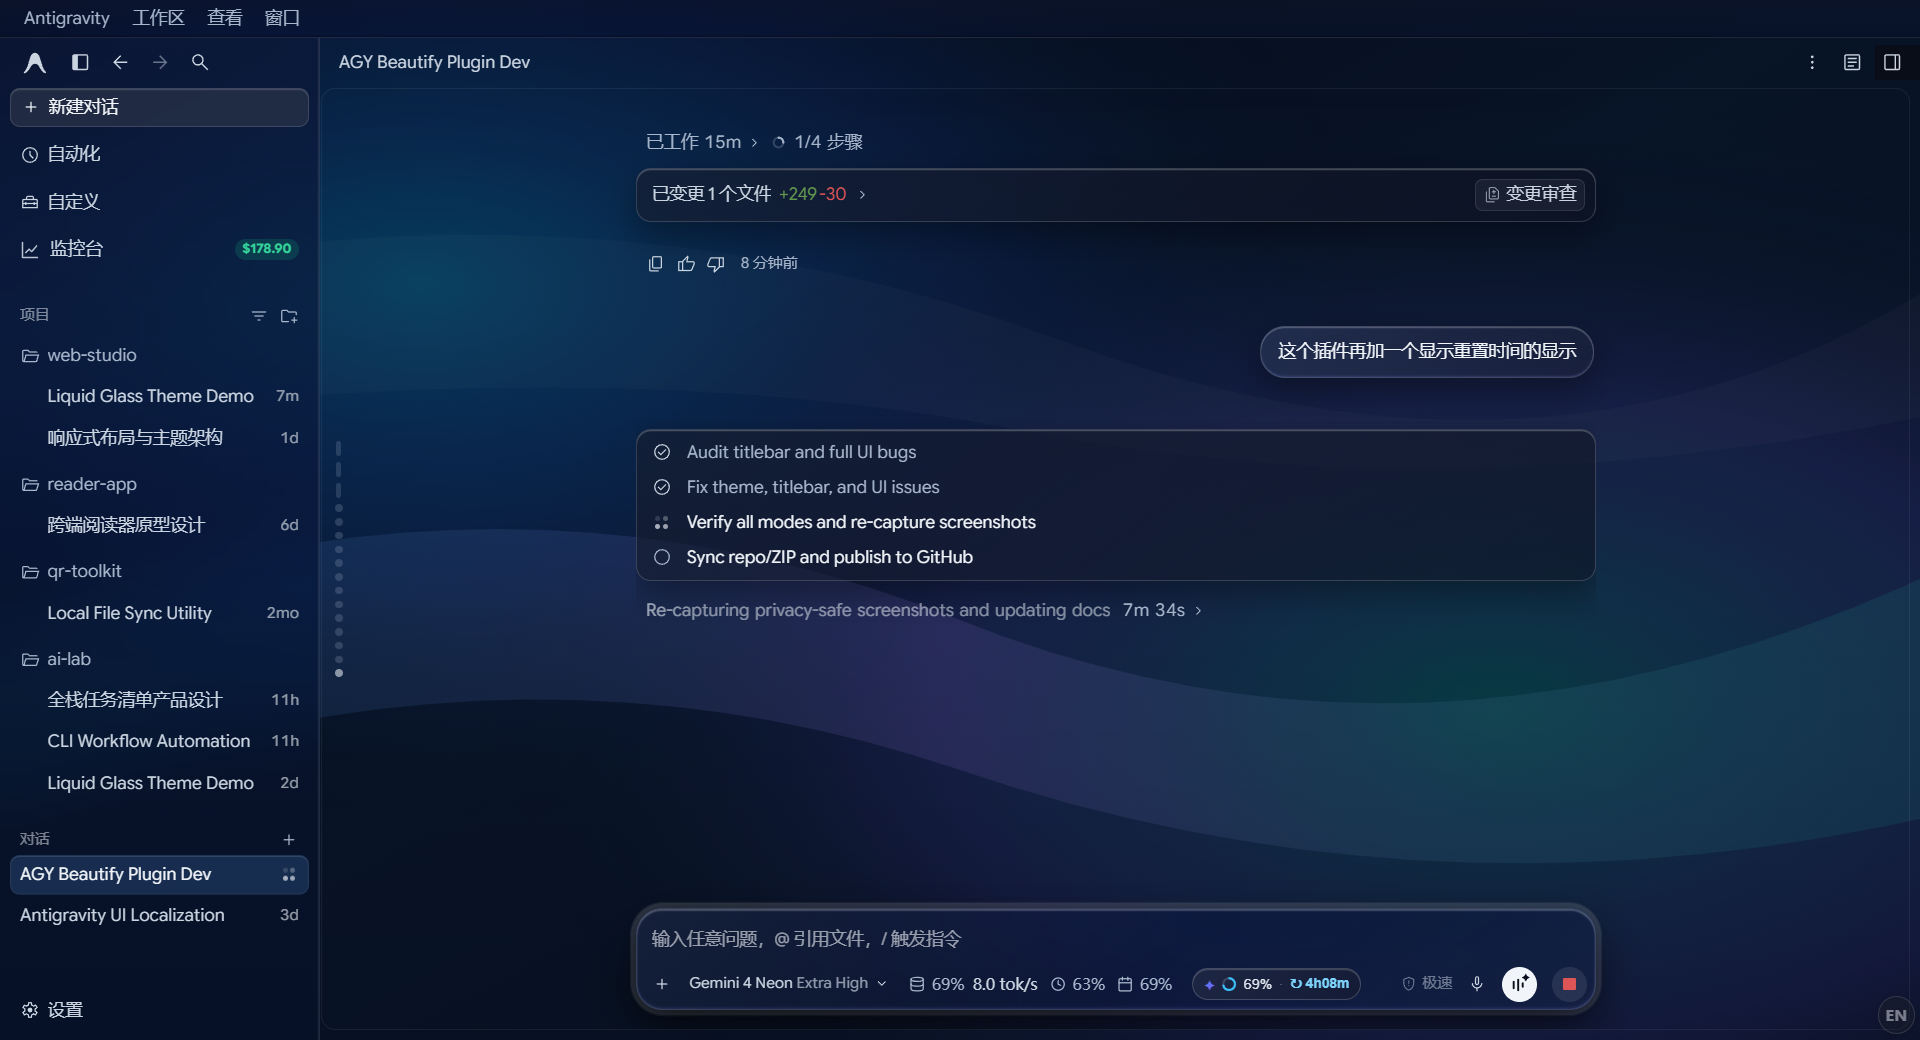 Antigravity 工作区 查看 窗口
AGY Beautify Plugin Dev
+ 新建对话
自动化
自定义
监控台 $178.90
项目
web-studio
Liquid Glass Theme Demo 7m
响应式布局与主题架构 1d
reader-app
跨端阅读器原型设计 6d
qr-toolkit
Local File Sync Utility 2mo
ai-lab
全栈任务清单产品设计 11h
CLI Workflow Automation 11h
Liquid Glass Theme Demo 2d
对话 +
AGY Beautify Plugin Dev
Antigravity UI Localization 3d
设置
已工作 15m › 1/4 步骤
已变更 1 个文件 +249 -30 ›
变更审查
8 分钟前
这个插件再加一个显示重置时间的显示
Audit titlebar and full UI bugs
Fix theme, titlebar, and UI issues
Verify all modes and re-capture screenshots
Sync repo/ZIP and publish to GitHub
Re-capturing privacy-safe screenshots and updating docs 7m 34s ›
输入任意问题，@ 引用文件，/ 触发指令
+ Gemini 4 Neon Extra High 69% 8.0 tok/s 63% 69% 69% · ↻ 4h08m 极速
EN